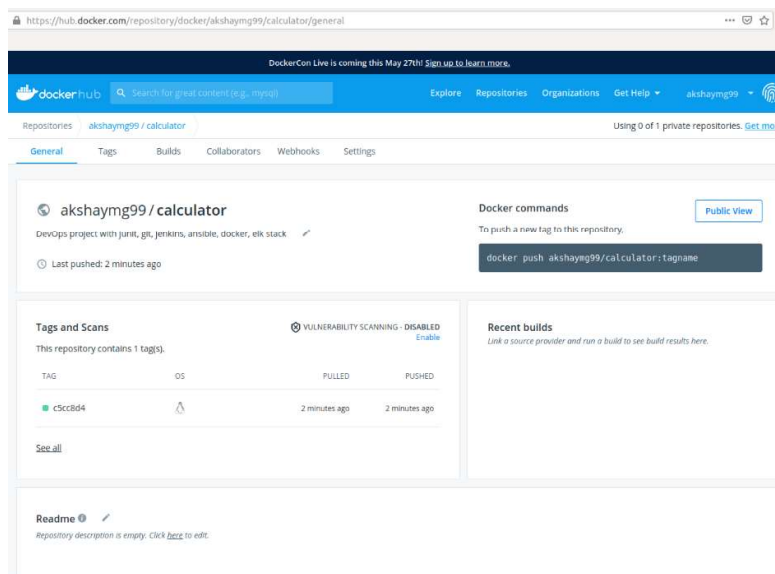 https://hub.docker.com/repository/docker/akshaymg99/calculator/general
DockerCon Live is coming this May 27th! Sign up to learn more.
dockerhub Search for great content (e.g., mysql) Explore Repositories Organizations Get Help akshaymg99
Repositories akshaymg99 / calculator Using 0 of 1 private repositories. Get mo
General Tags Builds Collaborators Webhooks Settings
akshaymg99/calculator
DevOps project with junit, git, jenkins, ansible, docker, elk stack
Last pushed: 2 minutes ago
Docker commands Public View
To push a new tag to this repository,
docker push akshaymg99/calculator:tagname
Tags and Scans VULNERABILITY SCANNING - DISABLED
Enable
This repository contains 1 tag(s).
TAG OS PULLED PUSHED
c5cc8d4 2 minutes ago 2 minutes ago
See all
Recent builds
Link a source provider and run a build to see build results here.
Readme
Repository description is empty. Click here to edit.